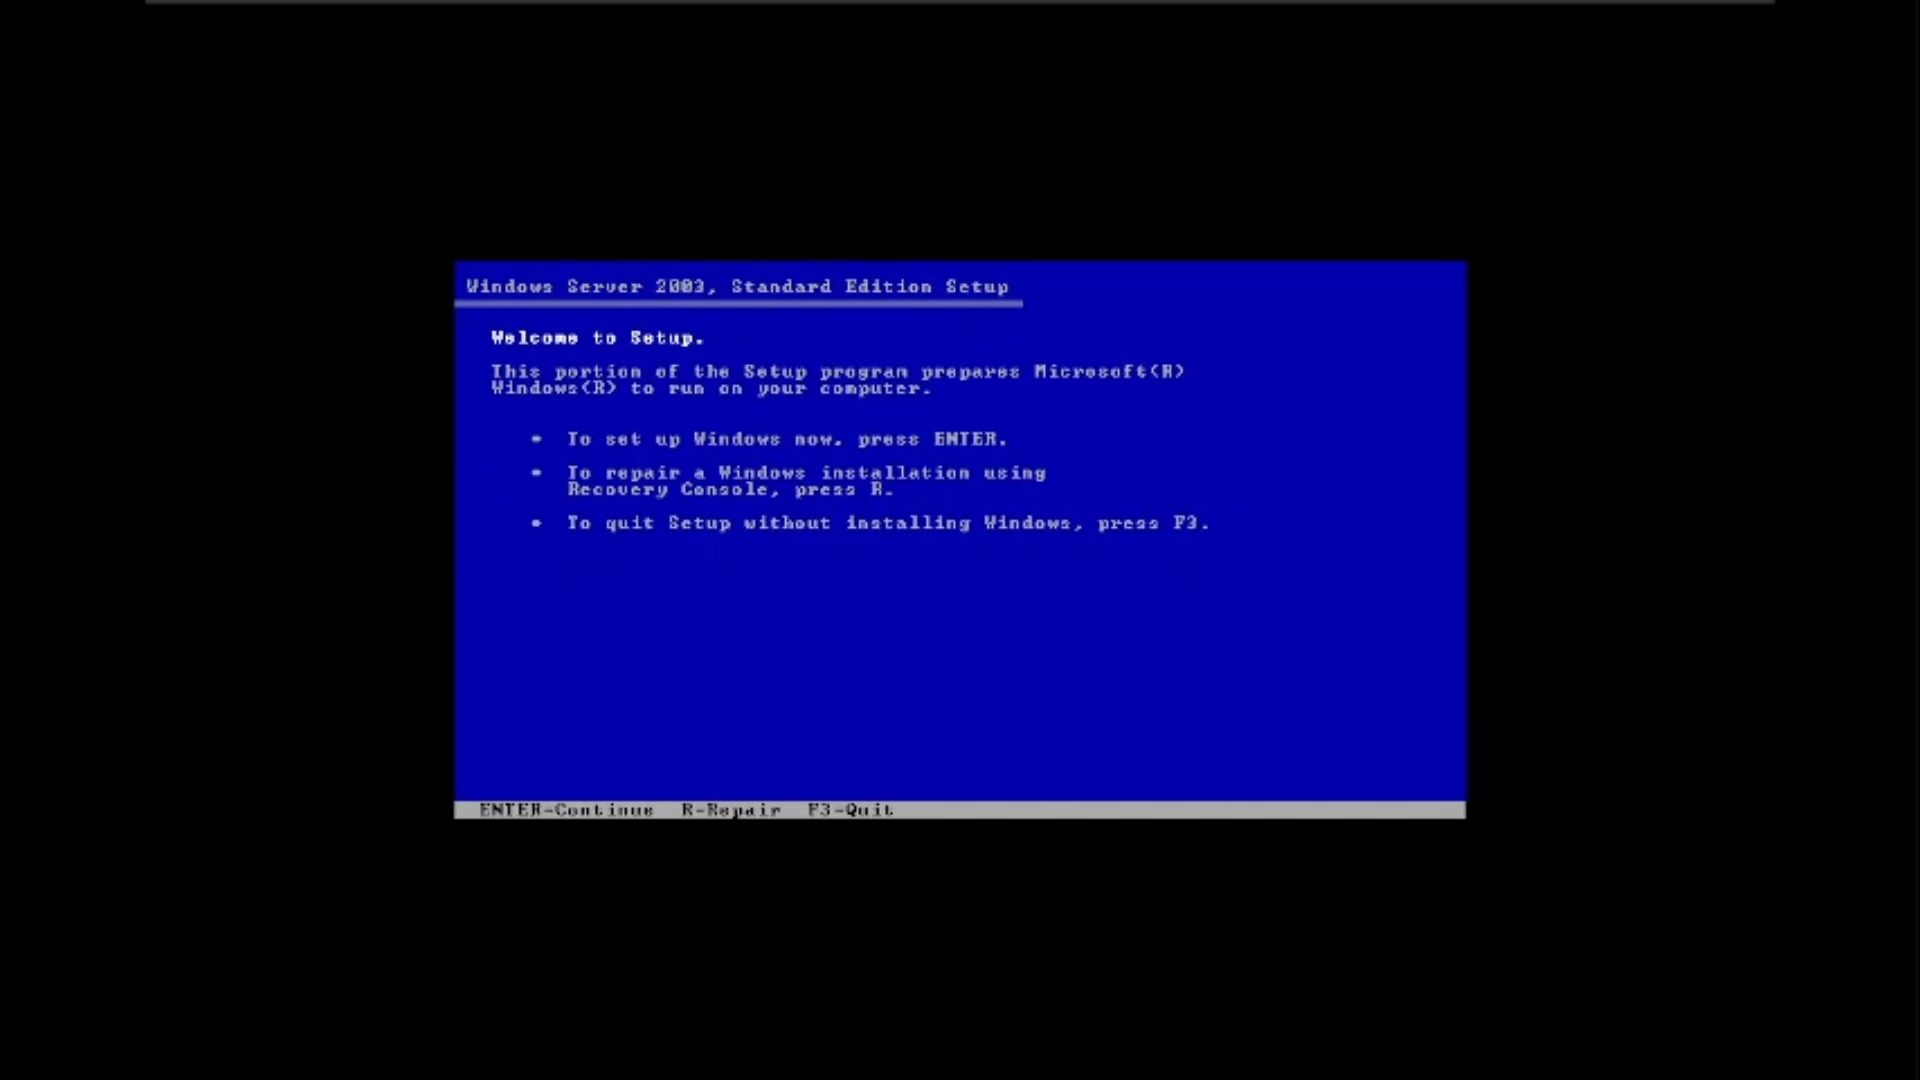 Windows Server 2003, Standard Edition Setup
Welcome to Setup.
This portion of the Setup program prepares Microsoft(R)
Windows(R) to run on your computer.
• To set up Windows now, press ENTER.
• To repair a Windows installation using
Recovery Console, press R.
• To quit Setup without installing Windows, press F3.
ENTER=Continue R=Repair F3=Quit